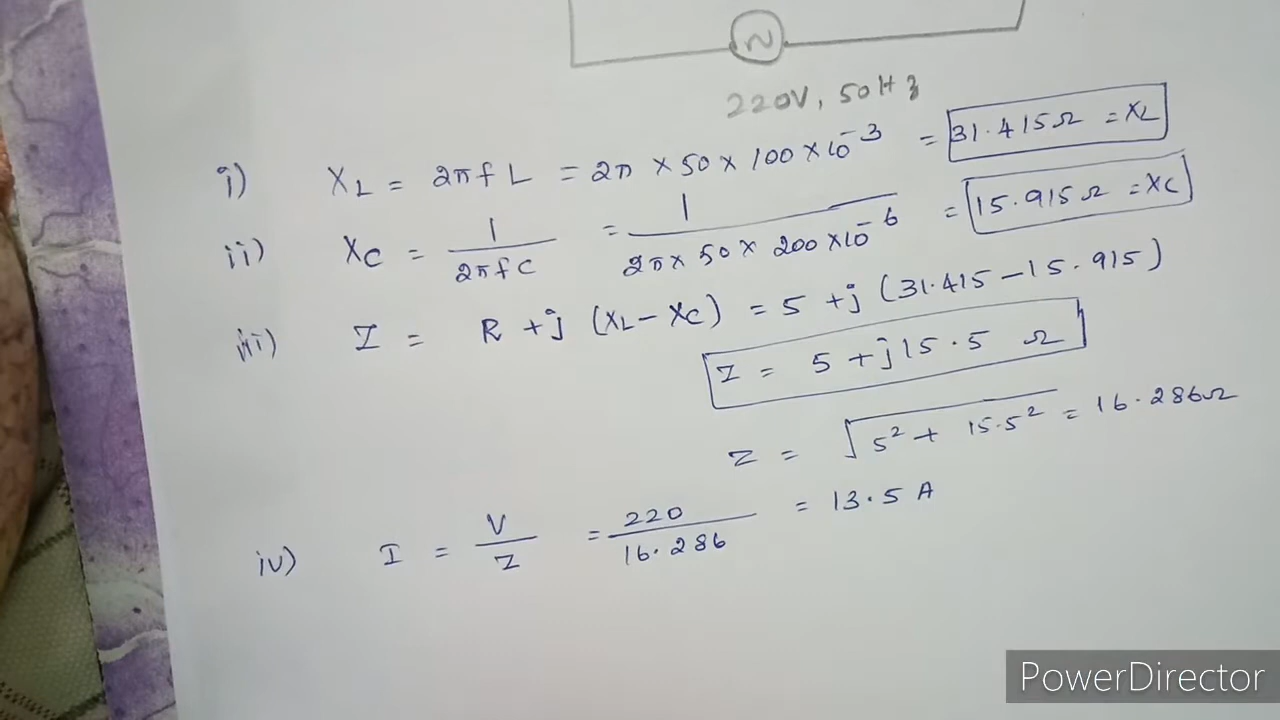 N
220V, 50Hz
i) XL = 2πfL = 2π × 50 × 100 × 10^-3 = 31.415Ω = XL
ii) XC = 1/2πfC = 1/2π× 50× 200×10^-6 = 15.915Ω = XC
iii) Z = R +j (XL - XC) = 5 +j (31.415-15.915)
Z = 5 +j15.5 Ω
Z = √5² + 15.5² = 16.286Ω
iv) I = V/Z = 220/16.286 = 13.5 A
PowerDirector